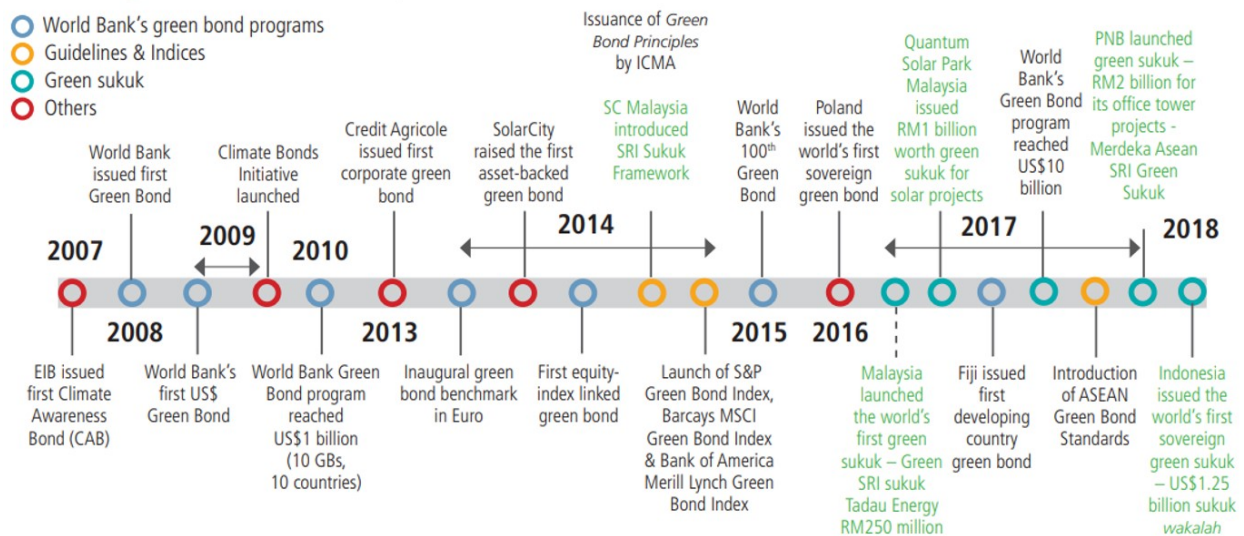 World Bank's green bond programs
Guidelines & Indices
Green sukuk
Others
World Bank
issued first
Green Bond
Climate Bonds
Initiative
launched
Credit Agricole
issued first
corporate green
bond
SolarCity
raised the first
asset-backed
green bond
Issuance of Green
Bond Principles
by ICMA
SC Malaysia
introduced
SRI Sukuk
Framework
World
Bank's
100th
Green
Bond
Poland
issued the
world's first
sovereign
green bond
Quantum
Solar Park
Malaysia
issued
RM1 billion
worth green
sukuk for
solar projects
World
Bank's
Green Bond
program
reached
US$10
billion
PNB launched
green sukuk –
RM2 billion for
its office tower
projects -
Merdeka Asean
SRI Green
Sukuk
2007
2009
2010
2014
2017
2018
2008
2013
2015
2016
EIB issued
first Climate
Awareness
Bond (CAB)
World Bank's
first US$
Green Bond
World Bank Green
Bond program
reached
US$1 billion
(10 GBs,
10 countries)
Inaugural green
bond benchmark
in Euro
First equity-
index linked
green bond
Launch of S&P
Green Bond Index,
Barcays MSCI
Green Bond Index
& Bank of America
Merill Lynch Green
Bond Index
Malaysia
launched
the world's
first green
sukuk – Green
SRI sukuk
Tadau Energy
RM250 million
Fiji issued
first
developing
country
green bond
Introduction
of ASEAN
Green Bond
Standards
Indonesia
issued the
world's first
sovereign
green sukuk
– US$1.25
billion sukuk
wakalah